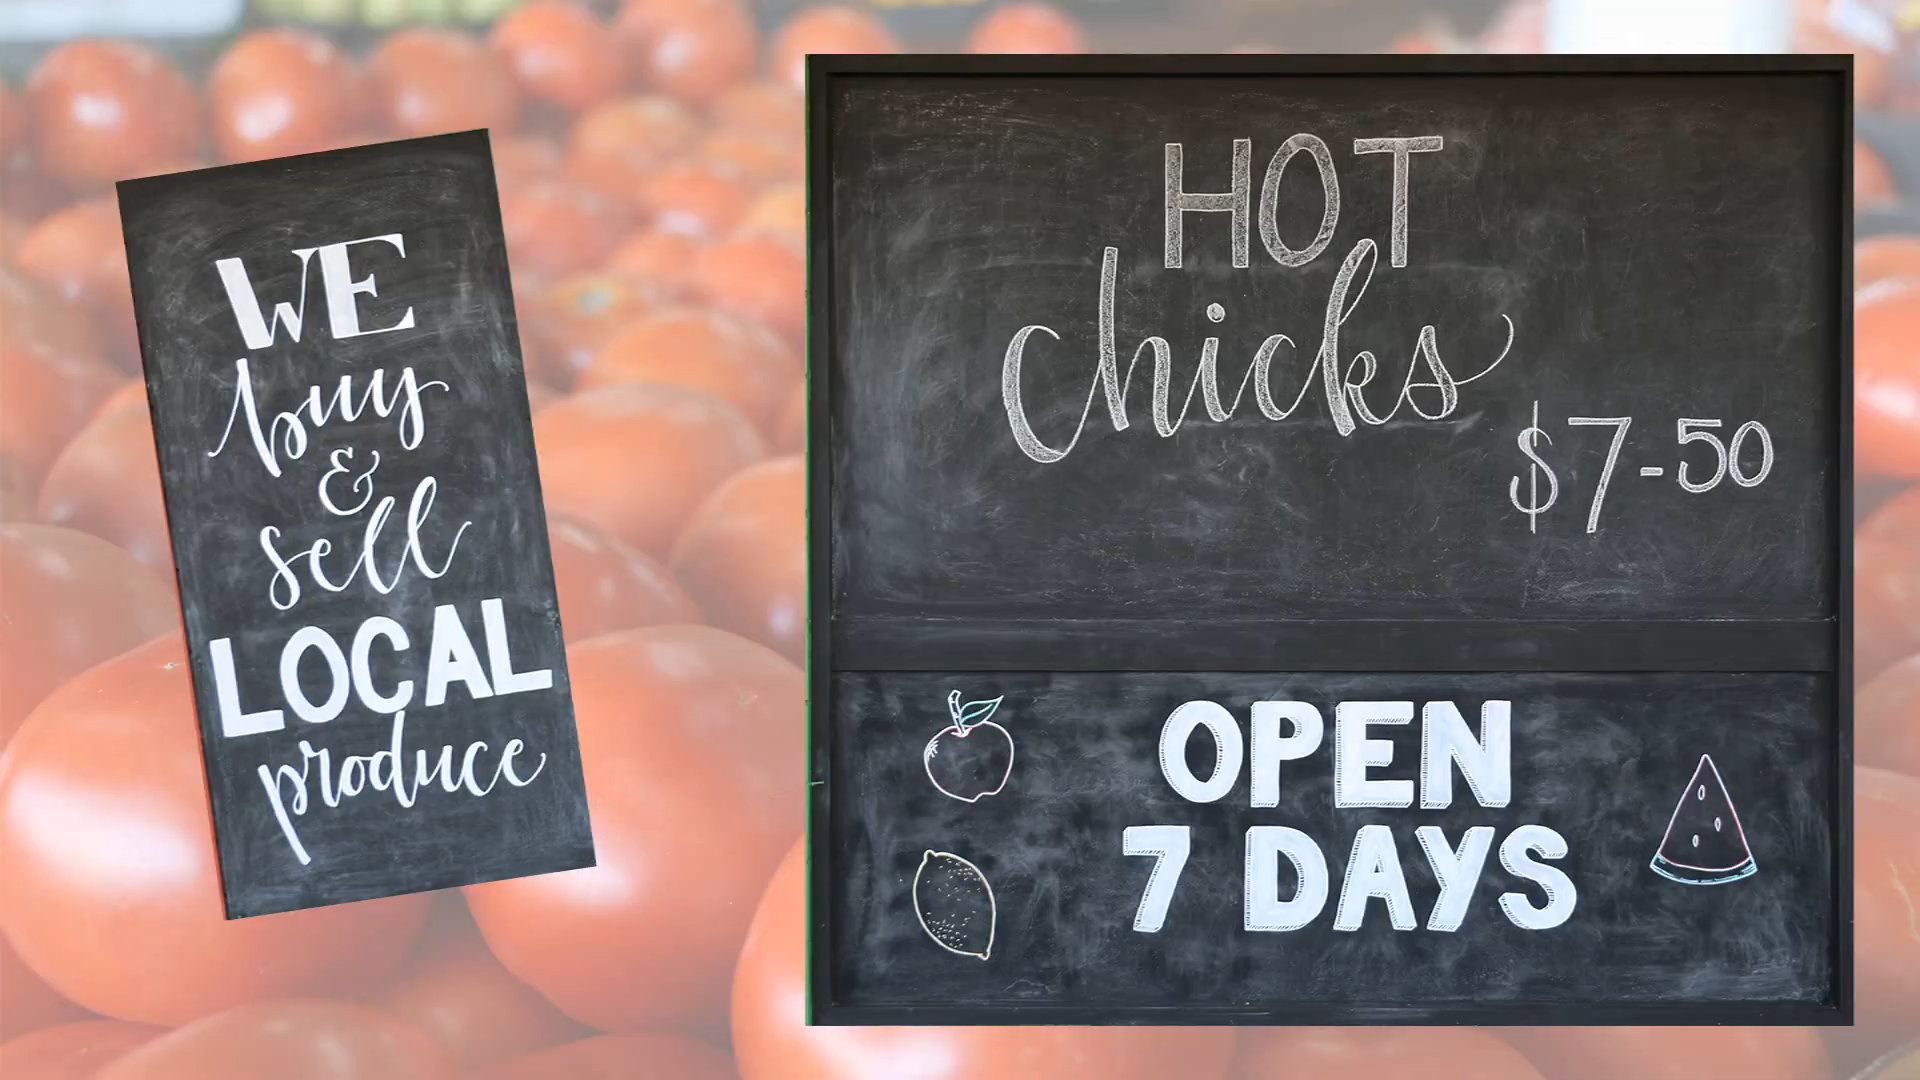 WE
buy
&
sell
LOCAL
produce
HOT
chicks
$7-50
OPEN
7 DAYS